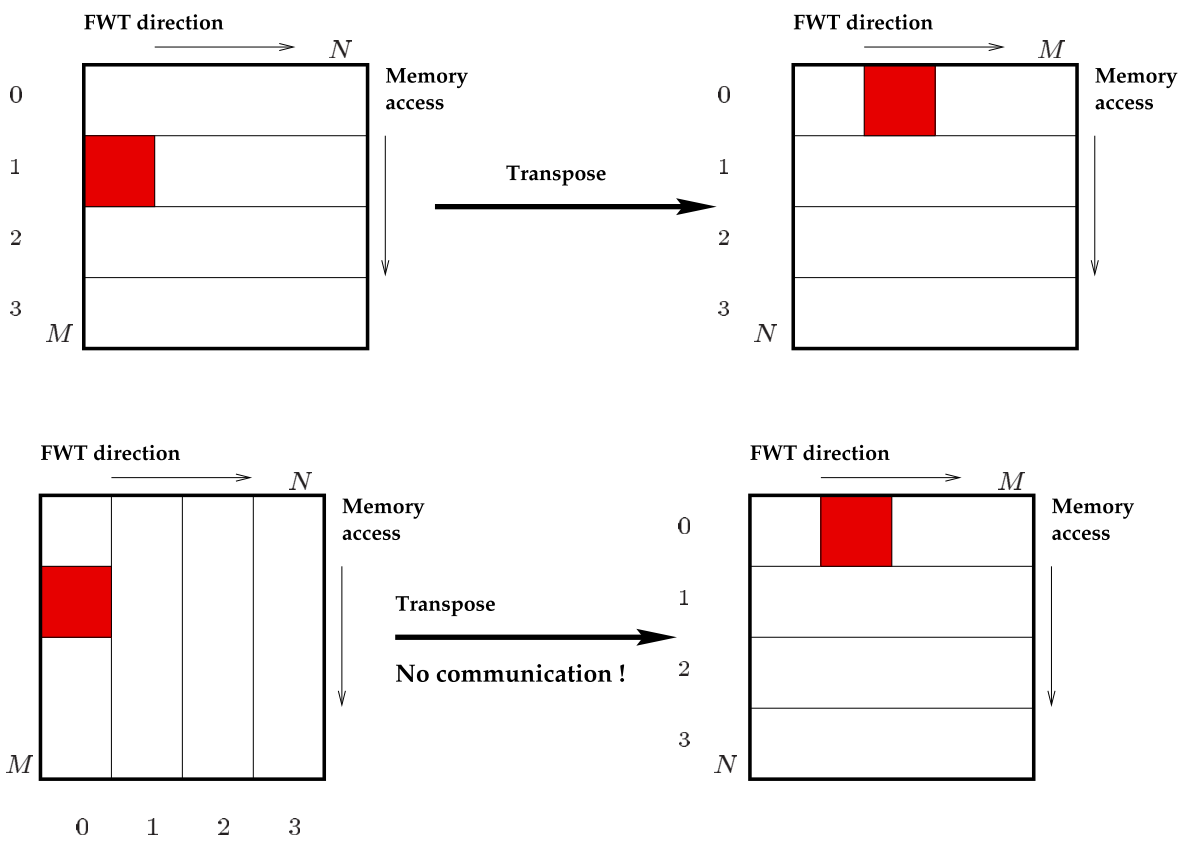 FWT direction
N
Memory
access
0
1
2
3
M
Transpose
FWT direction
M
Memory
access
0
1
2
3
N
FWT direction
N
Memory
access
M
0 1 2 3
Transpose
No communication !
FWT direction
M
Memory
access
0
1
2
3
N